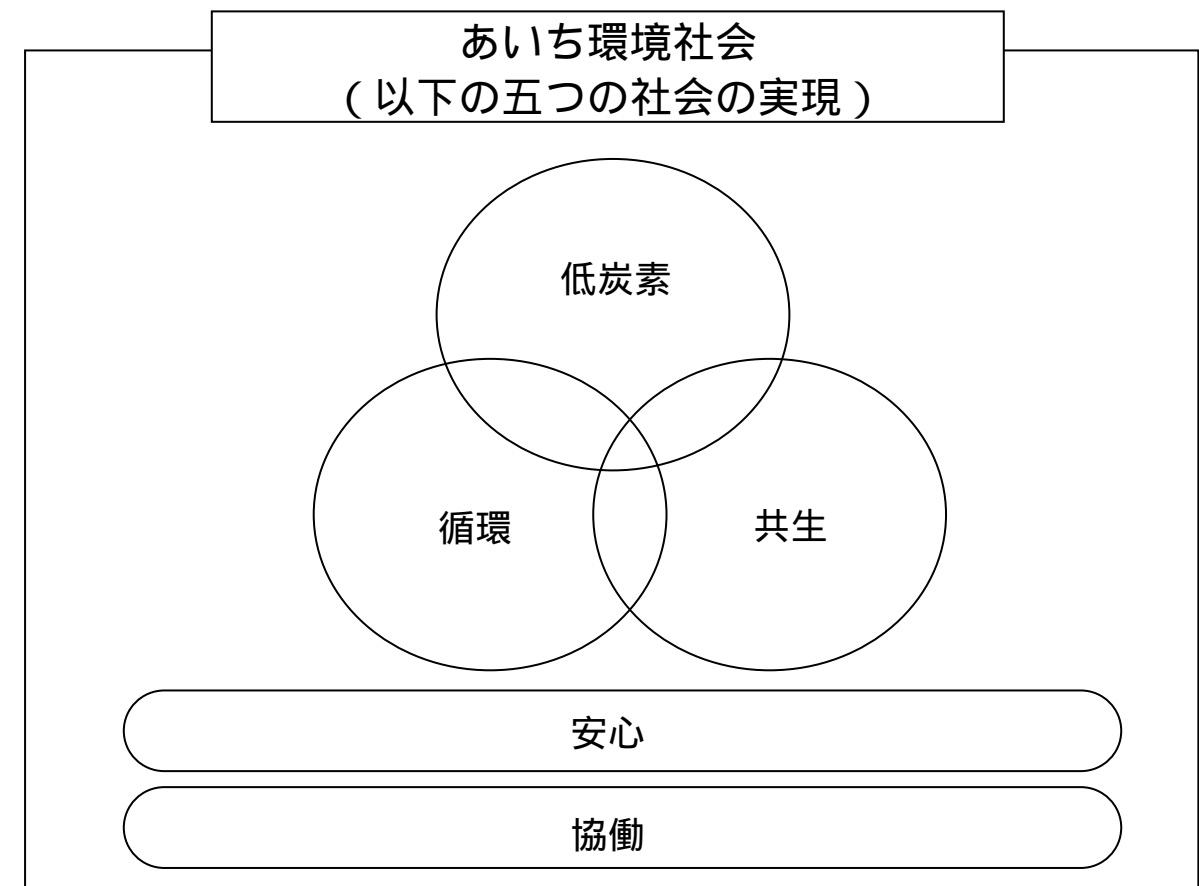 あいち環境社会
（以下の五つの社会の実現）
低炭素
循環
共生
安心
協働